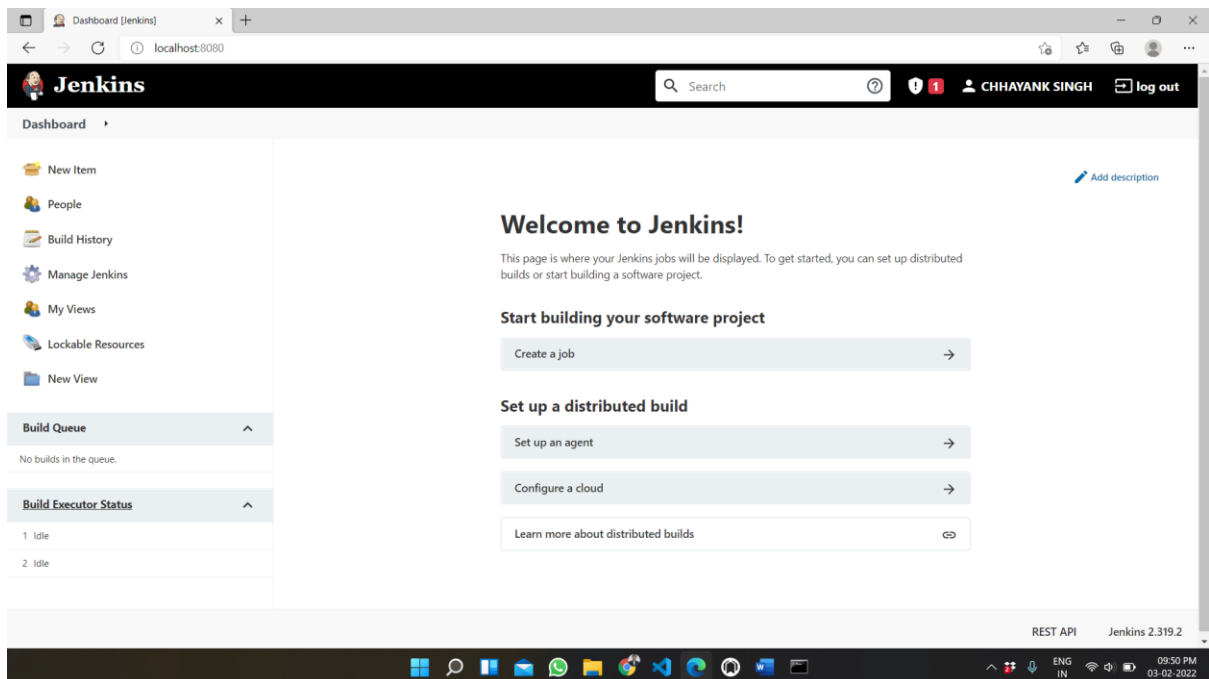 Dashboard [Jenkins]
localhost:8080
Jenkins
Search
1
CHHAYANK SINGH
log out
Dashboard
New Item
People
Build History
Manage Jenkins
My Views
Lockable Resources
New View
Build Queue
No builds in the queue.
Build Executor Status
1 Idle
2 Idle
Add description
Welcome to Jenkins!
This page is where your Jenkins jobs will be displayed. To get started, you can set up distributed
builds or start building a software project.
Start building your software project
Create a job
Set up a distributed build
Set up an agent
Configure a cloud
Learn more about distributed builds
REST API
Jenkins 2.319.2
ENG
IN
09:50 PM
03-02-2022